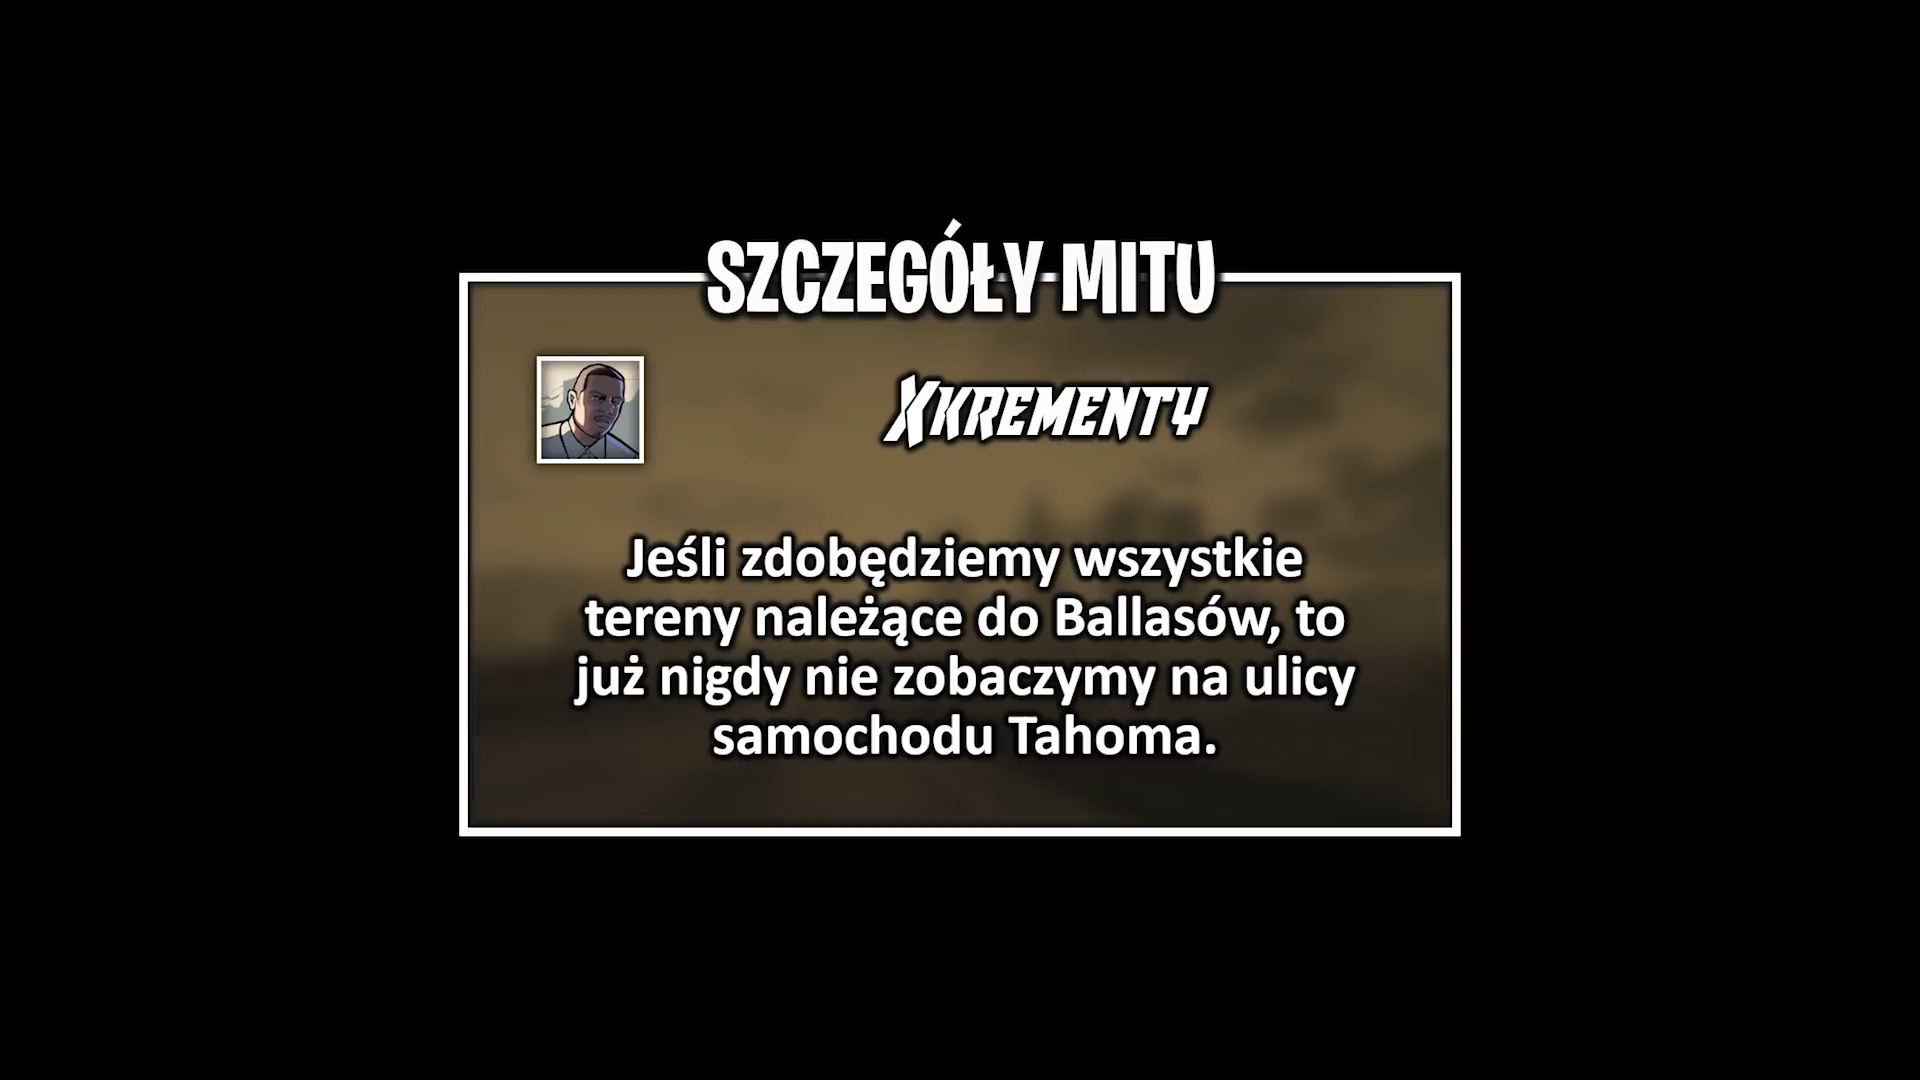 SZCZEGÓŁY MITU
XKREMENTY
Jeśli zdobędziemy wszystkie
tereny należące do Ballasów, to
już nigdy nie zobaczymy na ulicy
samochodu Tahoma.